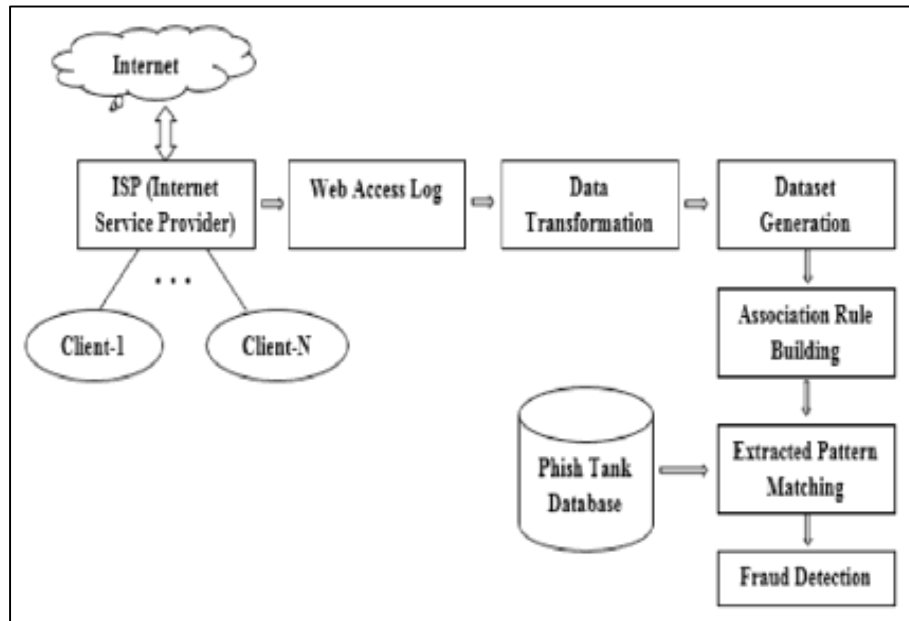 Internet
ISP (Internet
Service Provider)
Web Access Log
Data
Transformation
Dataset
Generation
. . .
Client-1
Client-N
Association Rule
Building
Phish Tank
Database
Extracted Pattern
Matching
Fraud Detection